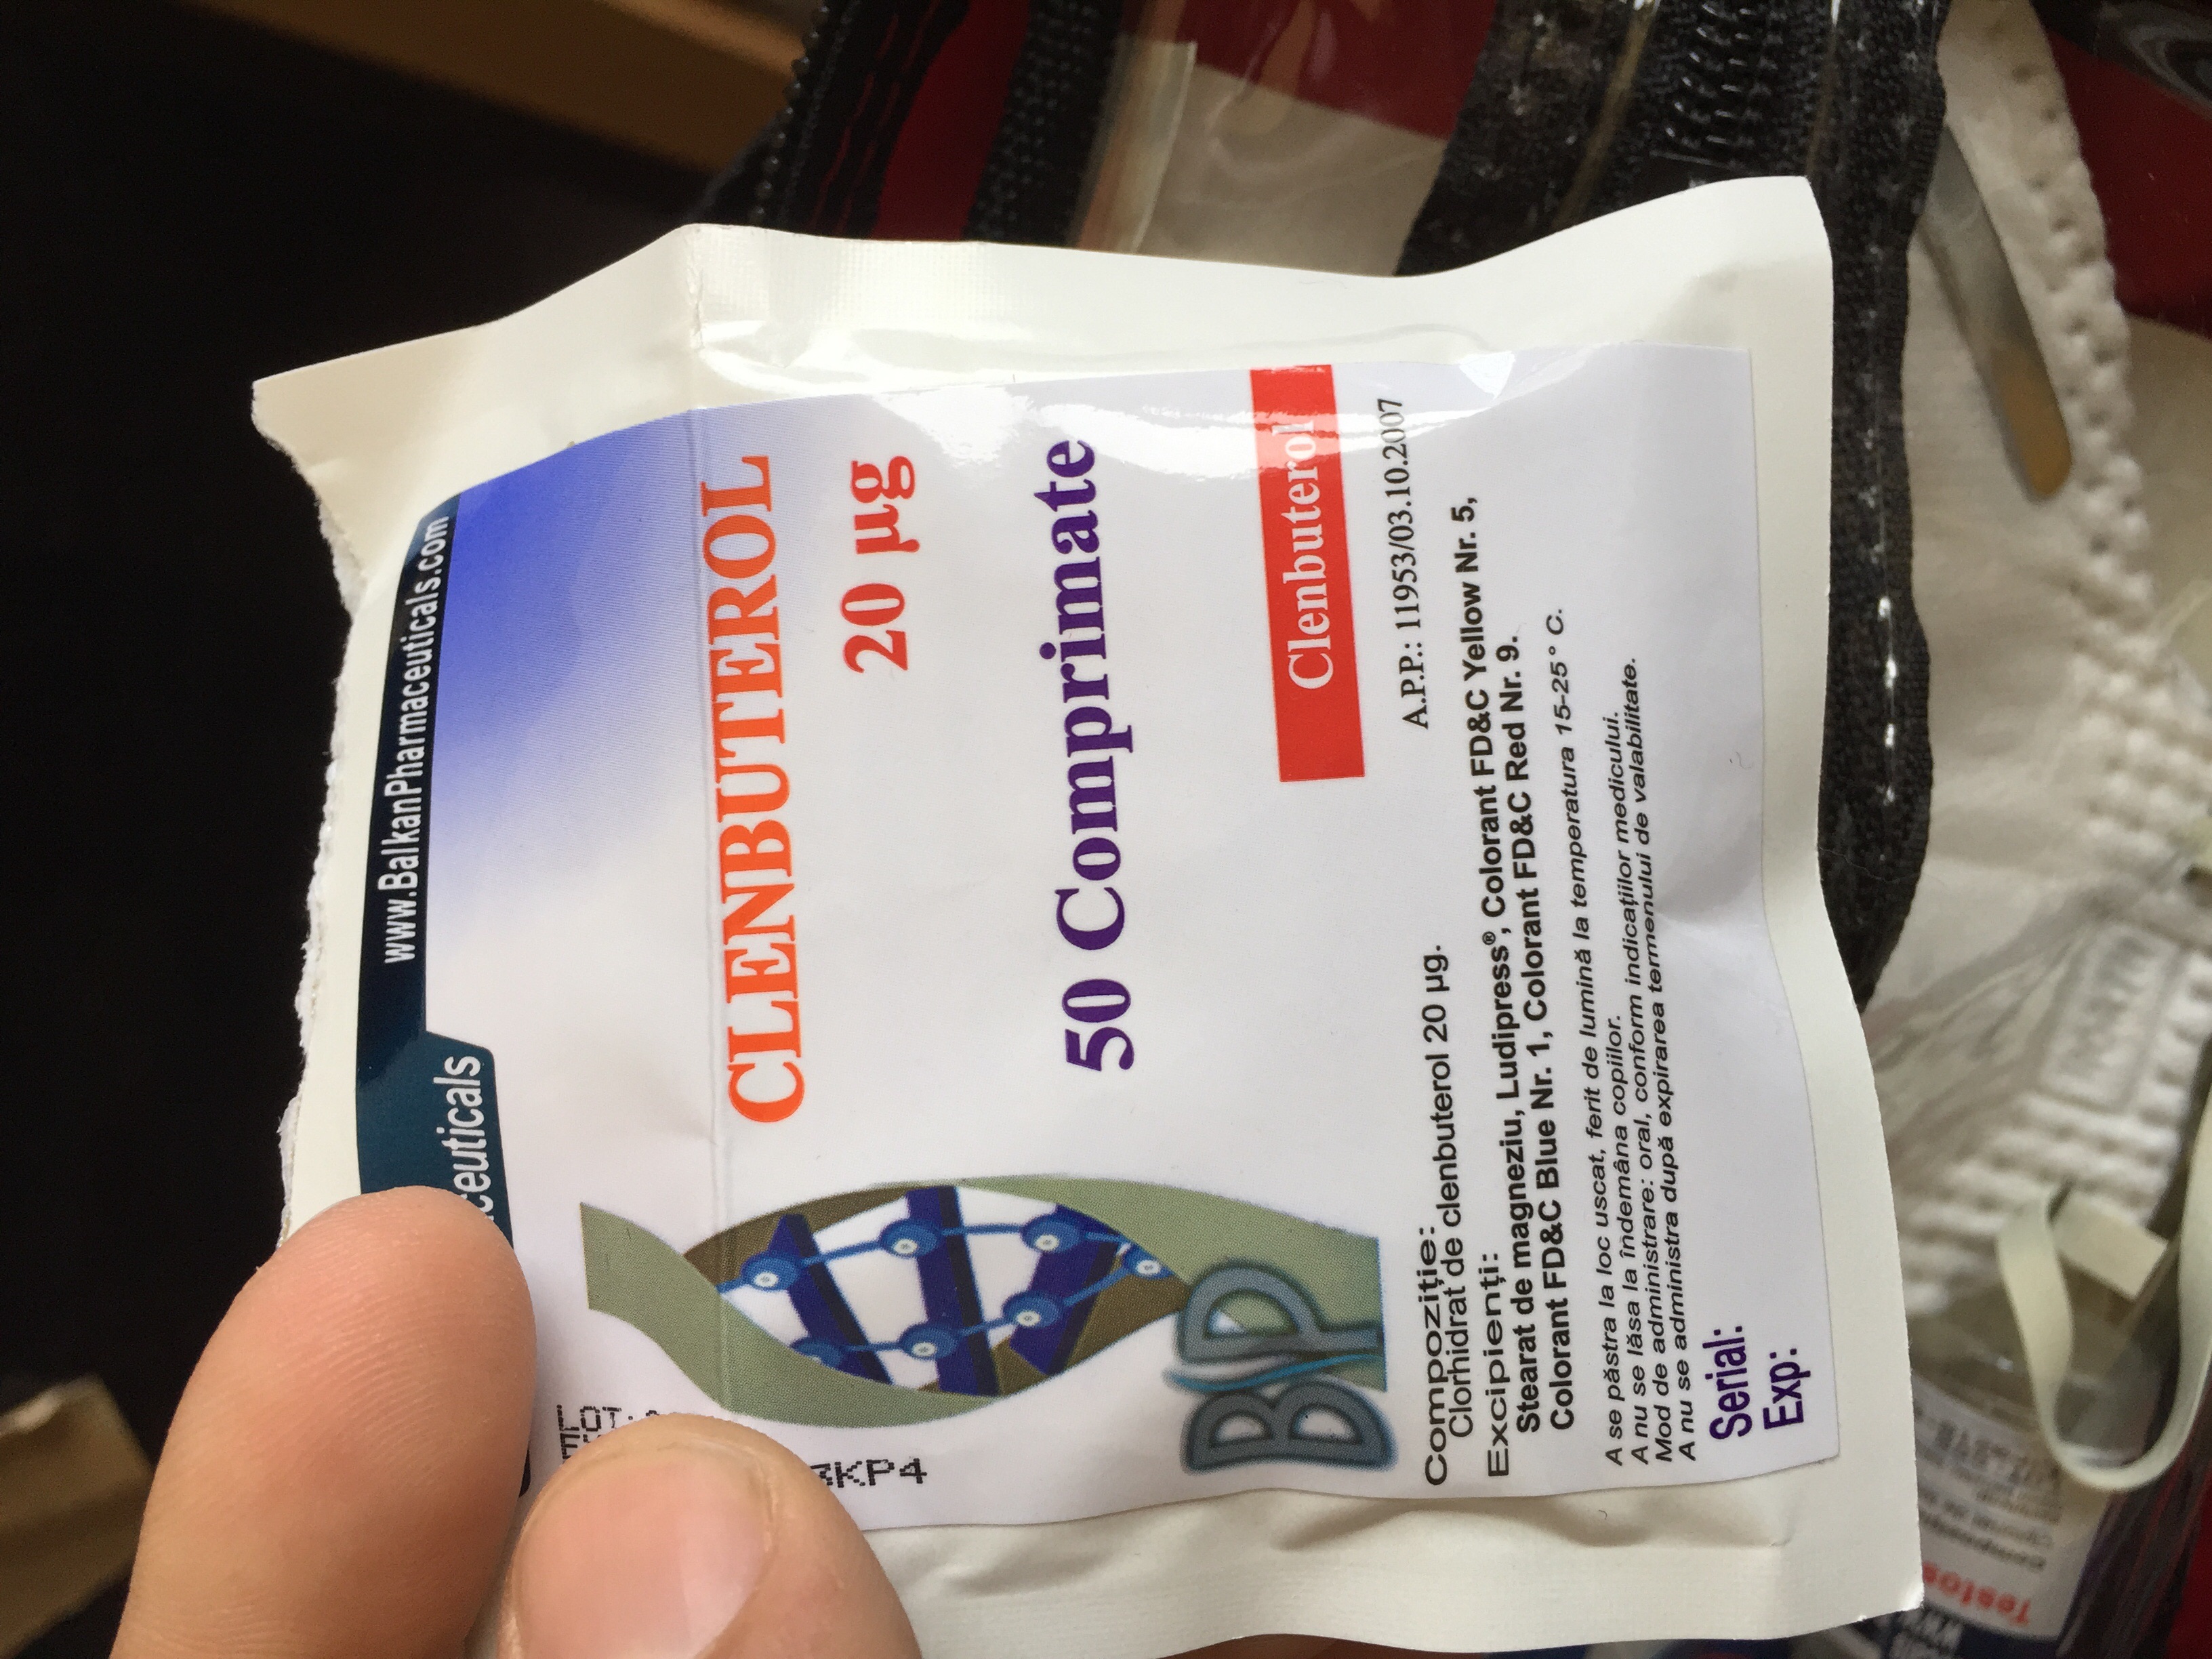 www.BalkanPharmaceuticals.com
ceuticals
CLENBUTEROL
20 µg
50 Comprimate
Clenbuterol
A.P.P.: 11953/03.10.2007
LOT:
KP4
BP
Compoziție:
Clorhidrat de clenbuterol 20 µg.
Excipienți:
Stearat de magneziu, Ludipress®, Colorant FD&C Yellow Nr. 5,
Colorant FD&C Blue Nr. 1, Colorant FD&C Red Nr. 9.
A se păstra la loc uscat, ferit de lumină la temperatura 15-25° C.
A nu se lăsa la îndemâna copiilor.
Mod de administrare: oral, conform indicațiilor medicului.
A nu se administra după expirarea termenului de valabilitate.
Serial:
Exp:
Testos